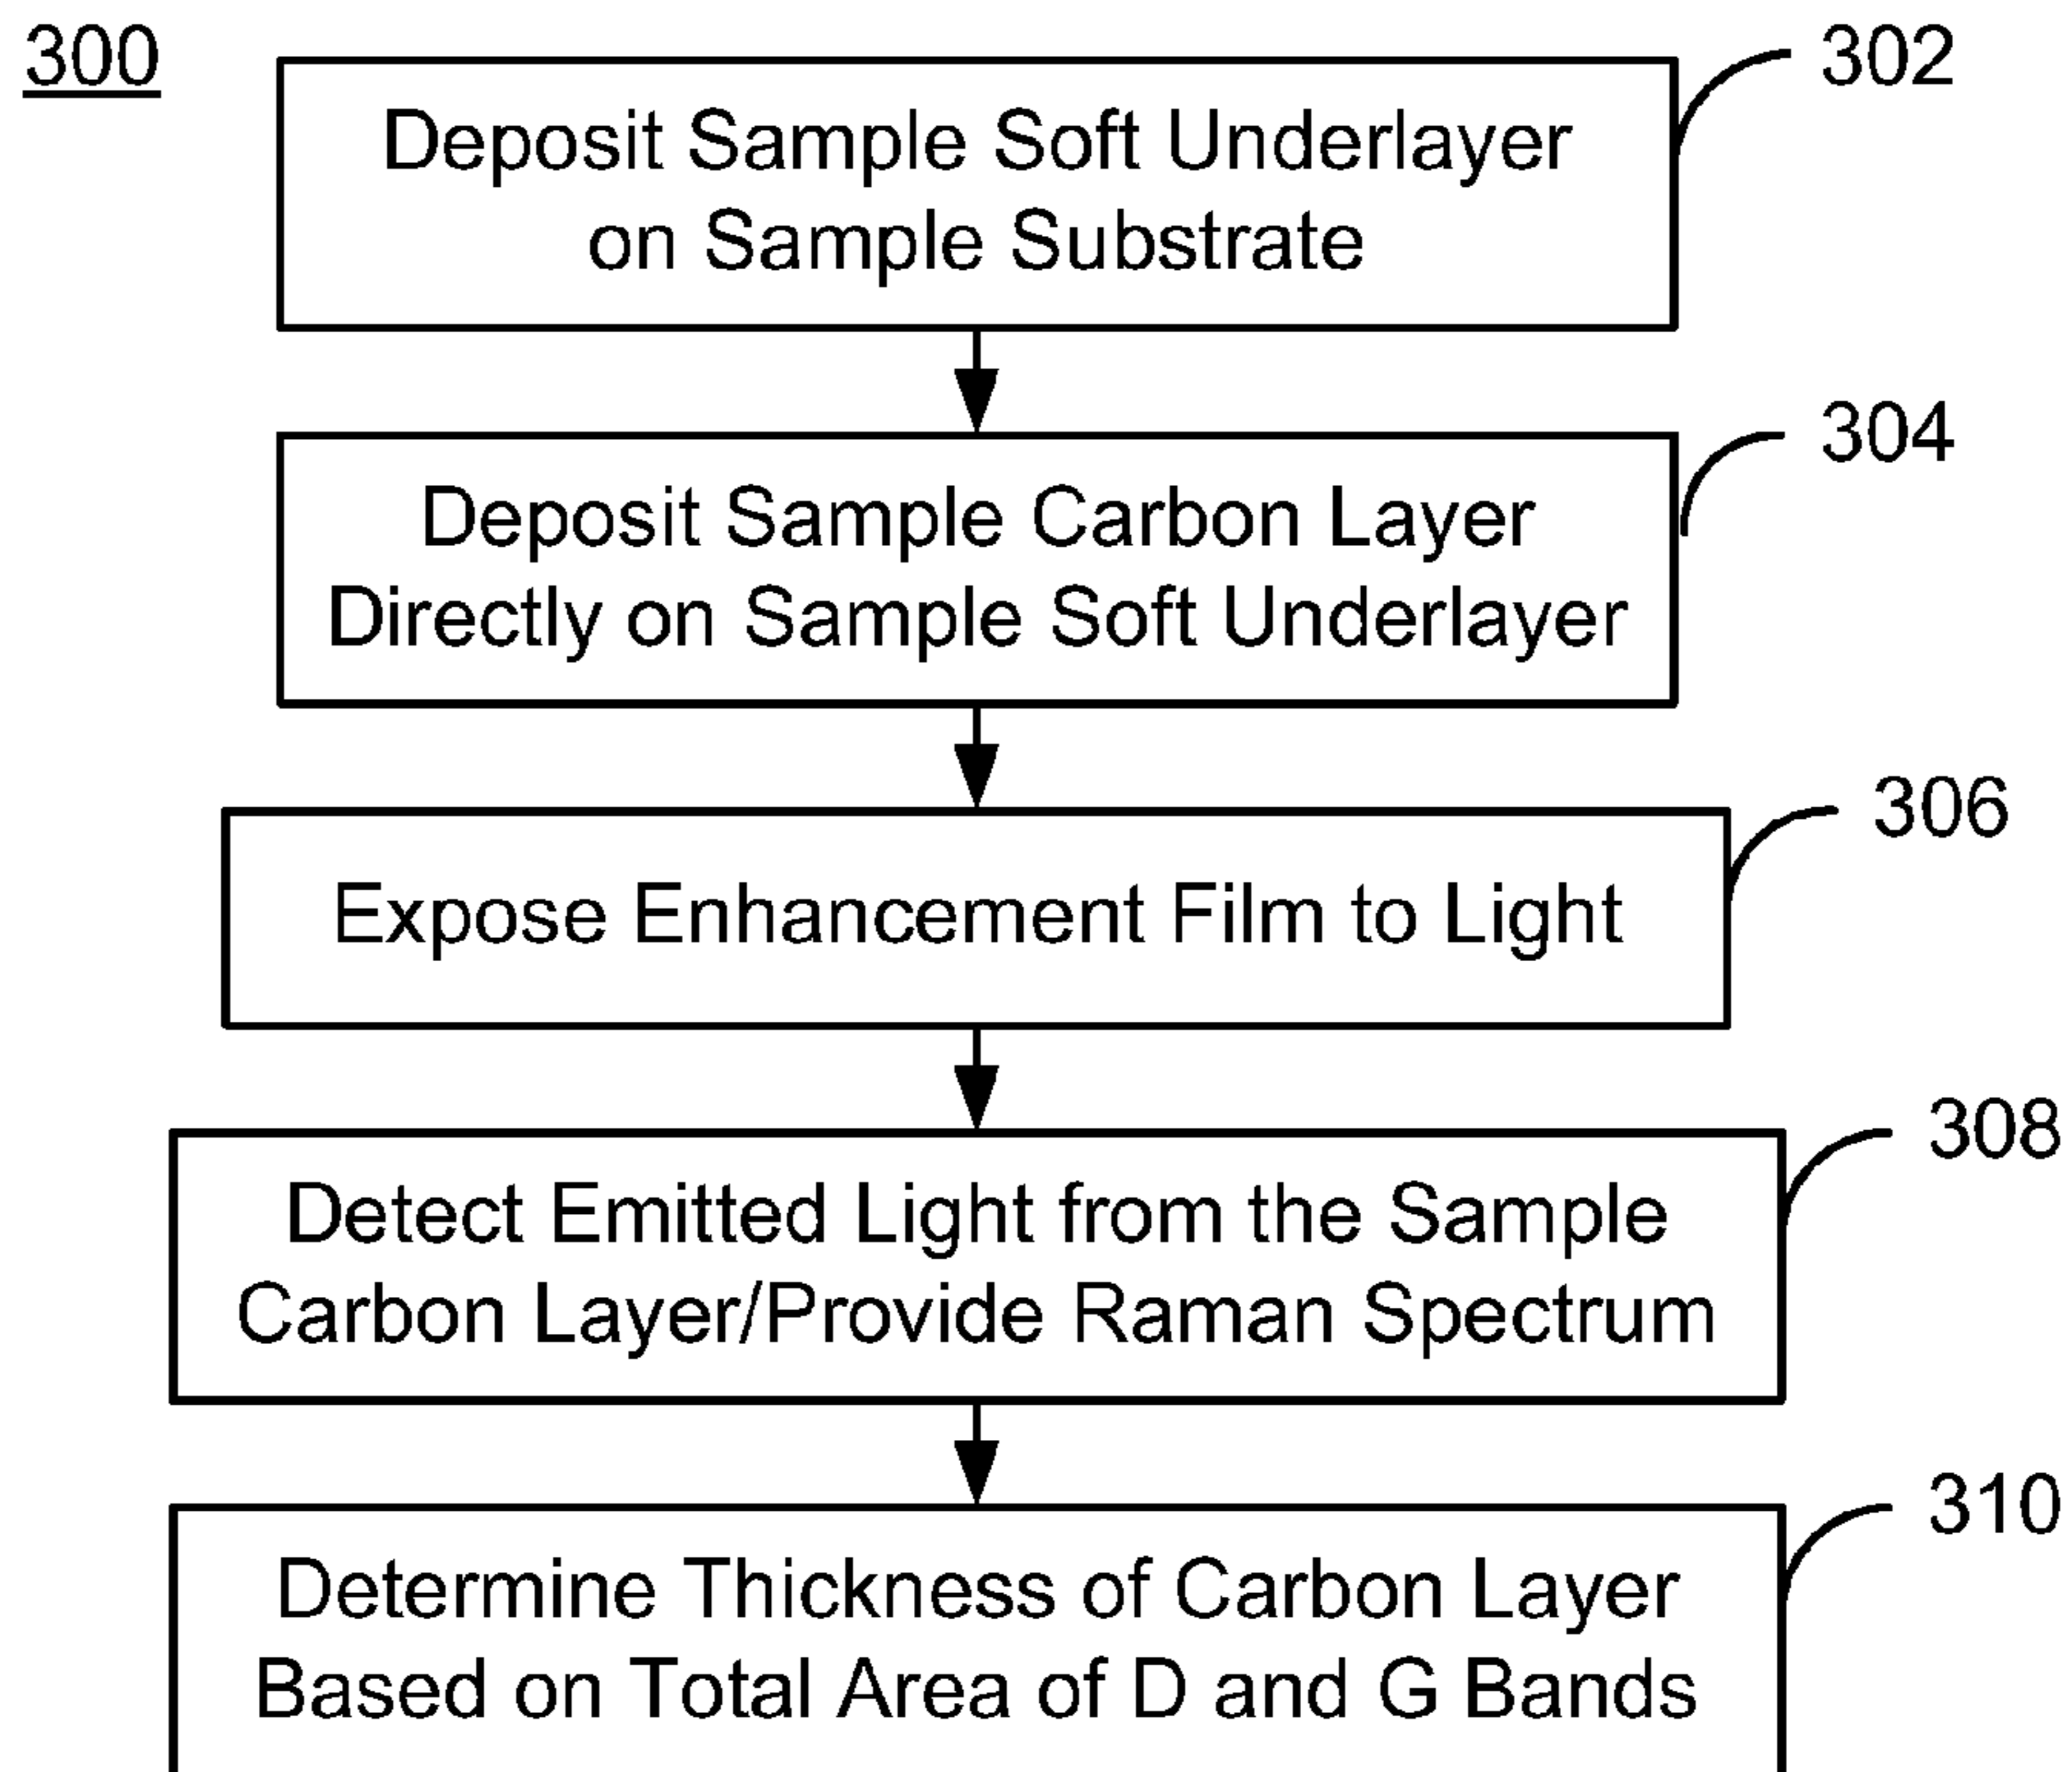 300
302
Deposit Sample Soft Underlayer
on Sample Substrate
304
Deposit Sample Carbon Layer
Directly on Sample Soft Underlayer
306
Expose Enhancement Film to Light
308
Detect Emitted Light from the Sample
Carbon Layer/Provide Raman Spectrum
310
Determine Thickness of Carbon Layer
Based on Total Area of D and G Bands